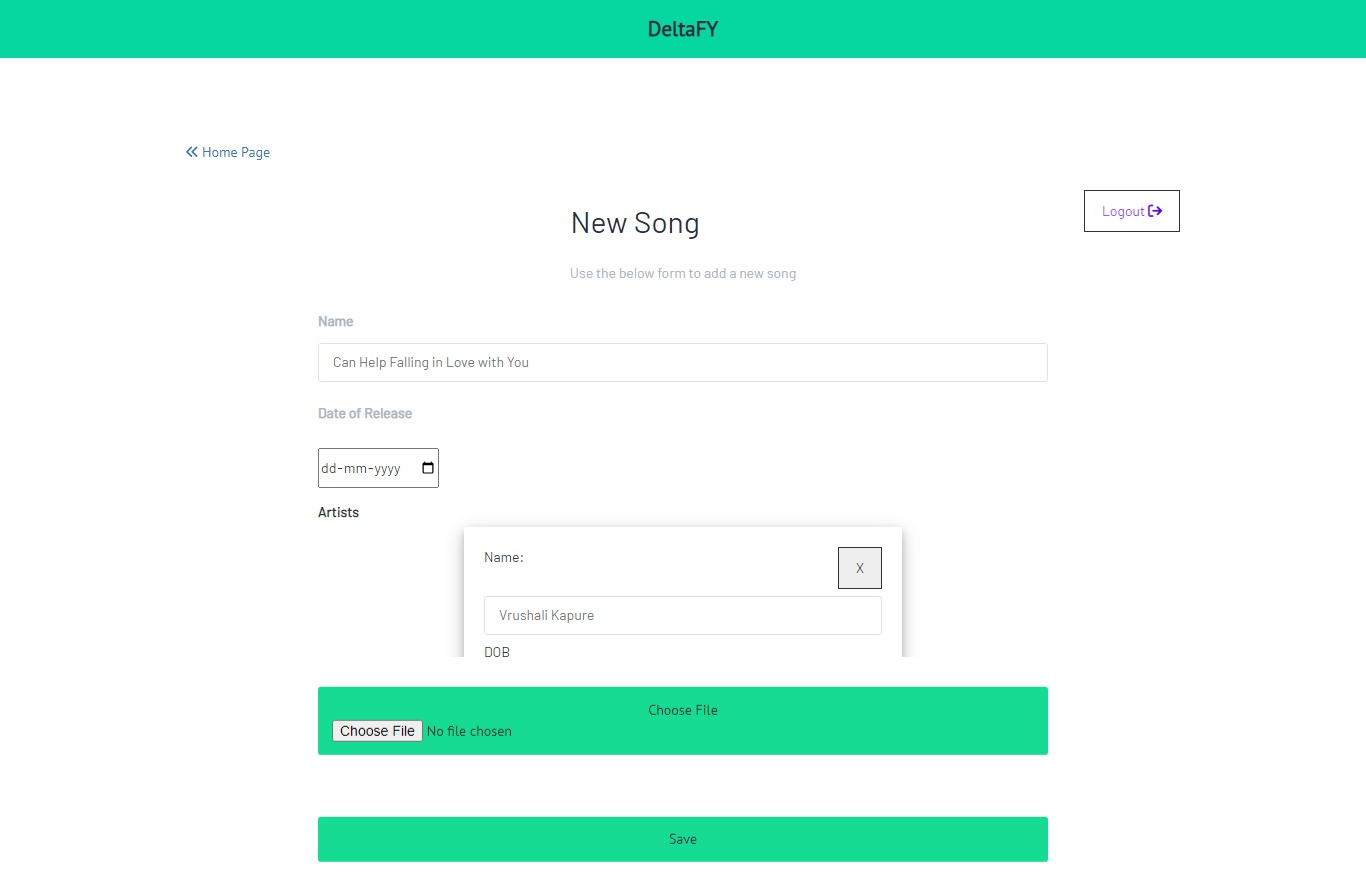 DeltaFY
Home Page
Logout
New Song
Use the below form to add a new song
Name
Can Help Falling in Love with You
Date of Release
dd-mm-yyyy
Artists
Name:
X
Vrushali Kapure
DOB
Choose File
Choose File No file chosen
Save